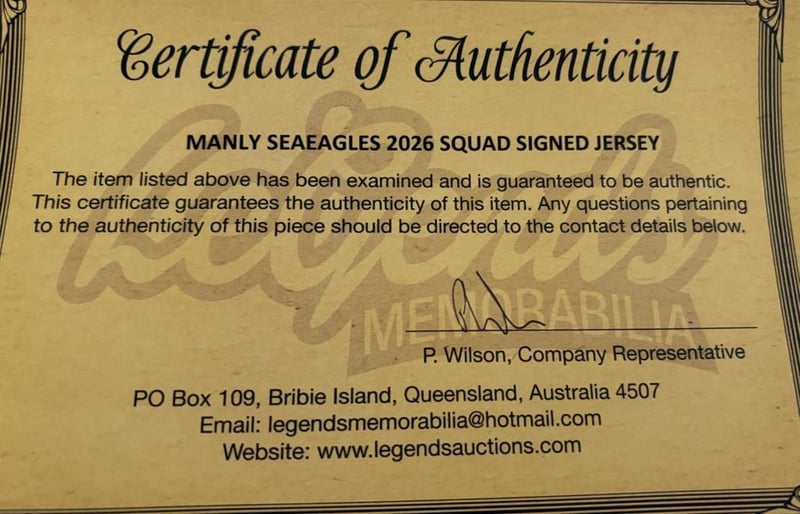 Certificate of Authenticity
MANLY SEAEAGLES 2026 SQUAD SIGNED JERSEY
The item listed above has been examined and is guaranteed to be authentic.
This certificate guarantees the authenticity of this item. Any questions pertaining
to the authenticity of this piece should be directed to the contact details below.
Legends
MEMORABILIA
P. Wilson, Company Representative
PO Box 109, Bribie Island, Queensland, Australia 4507
Email: legendsmemorabilia@hotmail.com
Website: www.legendsauctions.com